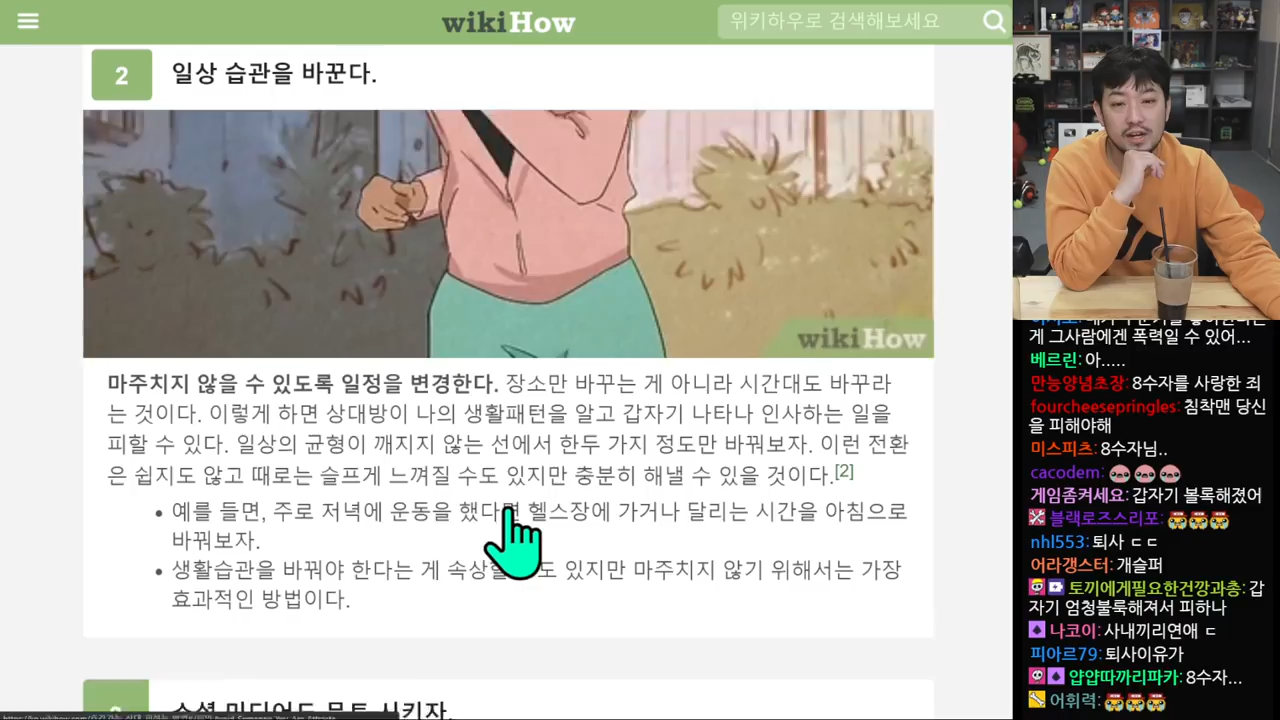 wikiHow
위키하우로 검색해보세요
2
일상 습관을 바꾼다.
wikiHow
마주치지 않을 수 있도록 일정을 변경한다. 장소만 바꾸는 게 아니라 시간대도 바꾸라
는 것이다. 이렇게 하면 상대방이 나의 생활패턴을 알고 갑자기 나타나 인사하는 일을
피할 수 있다. 일상의 균형이 깨지지 않는 선에서 한두 가지 정도만 바꿔보자. 이런 전환
은 쉽지도 않고 때로는 슬프게 느껴질 수도 있지만 충분히 해낼 수 있을 것이다.[2]
• 예를 들면, 주로 저녁에 운동을 했다면 헬스장에 가거나 달리는 시간을 아침으로
바꿔보자.
• 생활습관을 바꿔야 한다는 게 속상할 도 있지만 마주치지 않기 위해서는 가장
효과적인 방법이다.
소셜 미디어도 뮤트 시키자.
게 그사람에겐 폭력일 수 있어...
베르린: 아.....
만능양념초장: 8수자를 사랑한 죄
fourcheesepringles: 침착맨 당신
을 피해야해
미스피츠: 8수자님..
cacodem:
게임좀켜세요: 갑자기 볼록해졌어
블랙로즈스리포:
nhl553: 퇴사 ㄷㄷ
어라갱스터: 개슬퍼
토끼에게필요한건깡과총: 갑
자기 엄청불룩해져서 피하나
나코이: 사내끼리연애 ㄷ
피아르79: 퇴사이유가
얍얍따까리파카: 8수자...
어휘력: